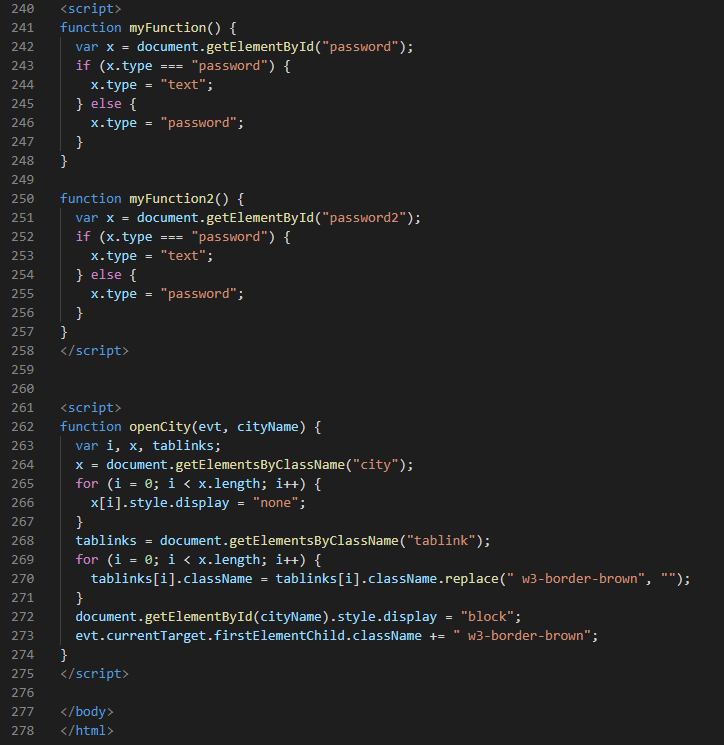 240 <script>
241 function myFunction() {
242   var x = document.getElementById("password");
243   if (x.type === "password") {
244     x.type = "text";
245   } else {
246     x.type = "password";
247   }
248 }
249
250 function myFunction2() {
251   var x = document.getElementById("password2");
252   if (x.type === "password") {
253     x.type = "text";
254   } else {
255     x.type = "password";
256   }
257 }
258 </script>
259
260
261 <script>
262 function openCity(evt, cityName) {
263   var i, x, tablinks;
264   x = document.getElementsByClassName("city");
265   for (i = 0; i < x.length; i++) {
266     x[i].style.display = "none";
267   }
268   tablinks = document.getElementsByClassName("tablink");
269   for (i = 0; i < x.length; i++) {
270     tablinks[i].className = tablinks[i].className.replace(" w3-border-brown", "");
271   }
272   document.getElementById(cityName).style.display = "block";
273   evt.currentTarget.firstElementChild.className += " w3-border-brown";
274 }
275 </script>
276
277 </body>
278 </html>